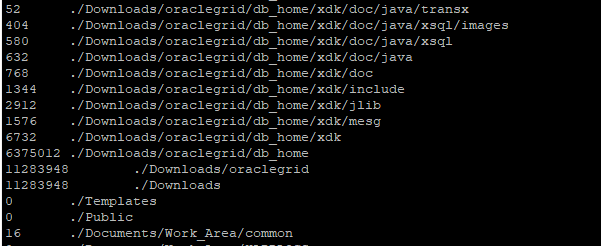 52 ./Downloads/oraclegrid/db_home/xdk/doc/java/transx
404 ./Downloads/oraclegrid/db_home/xdk/doc/java/xsql/images
580 ./Downloads/oraclegrid/db_home/xdk/doc/java/xsql
632 ./Downloads/oraclegrid/db_home/xdk/doc/java
768 ./Downloads/oraclegrid/db_home/xdk/doc
1344 ./Downloads/oraclegrid/db_home/xdk/include
2912 ./Downloads/oraclegrid/db_home/xdk/jlib
1576 ./Downloads/oraclegrid/db_home/xdk/mesg
6732 ./Downloads/oraclegrid/db_home/xdk
6375012 ./Downloads/oraclegrid/db_home
11283948 ./Downloads/oraclegrid
11283948 ./Downloads
0 ./Templates
0 ./Public
16 ./Documents/Work_Area/common